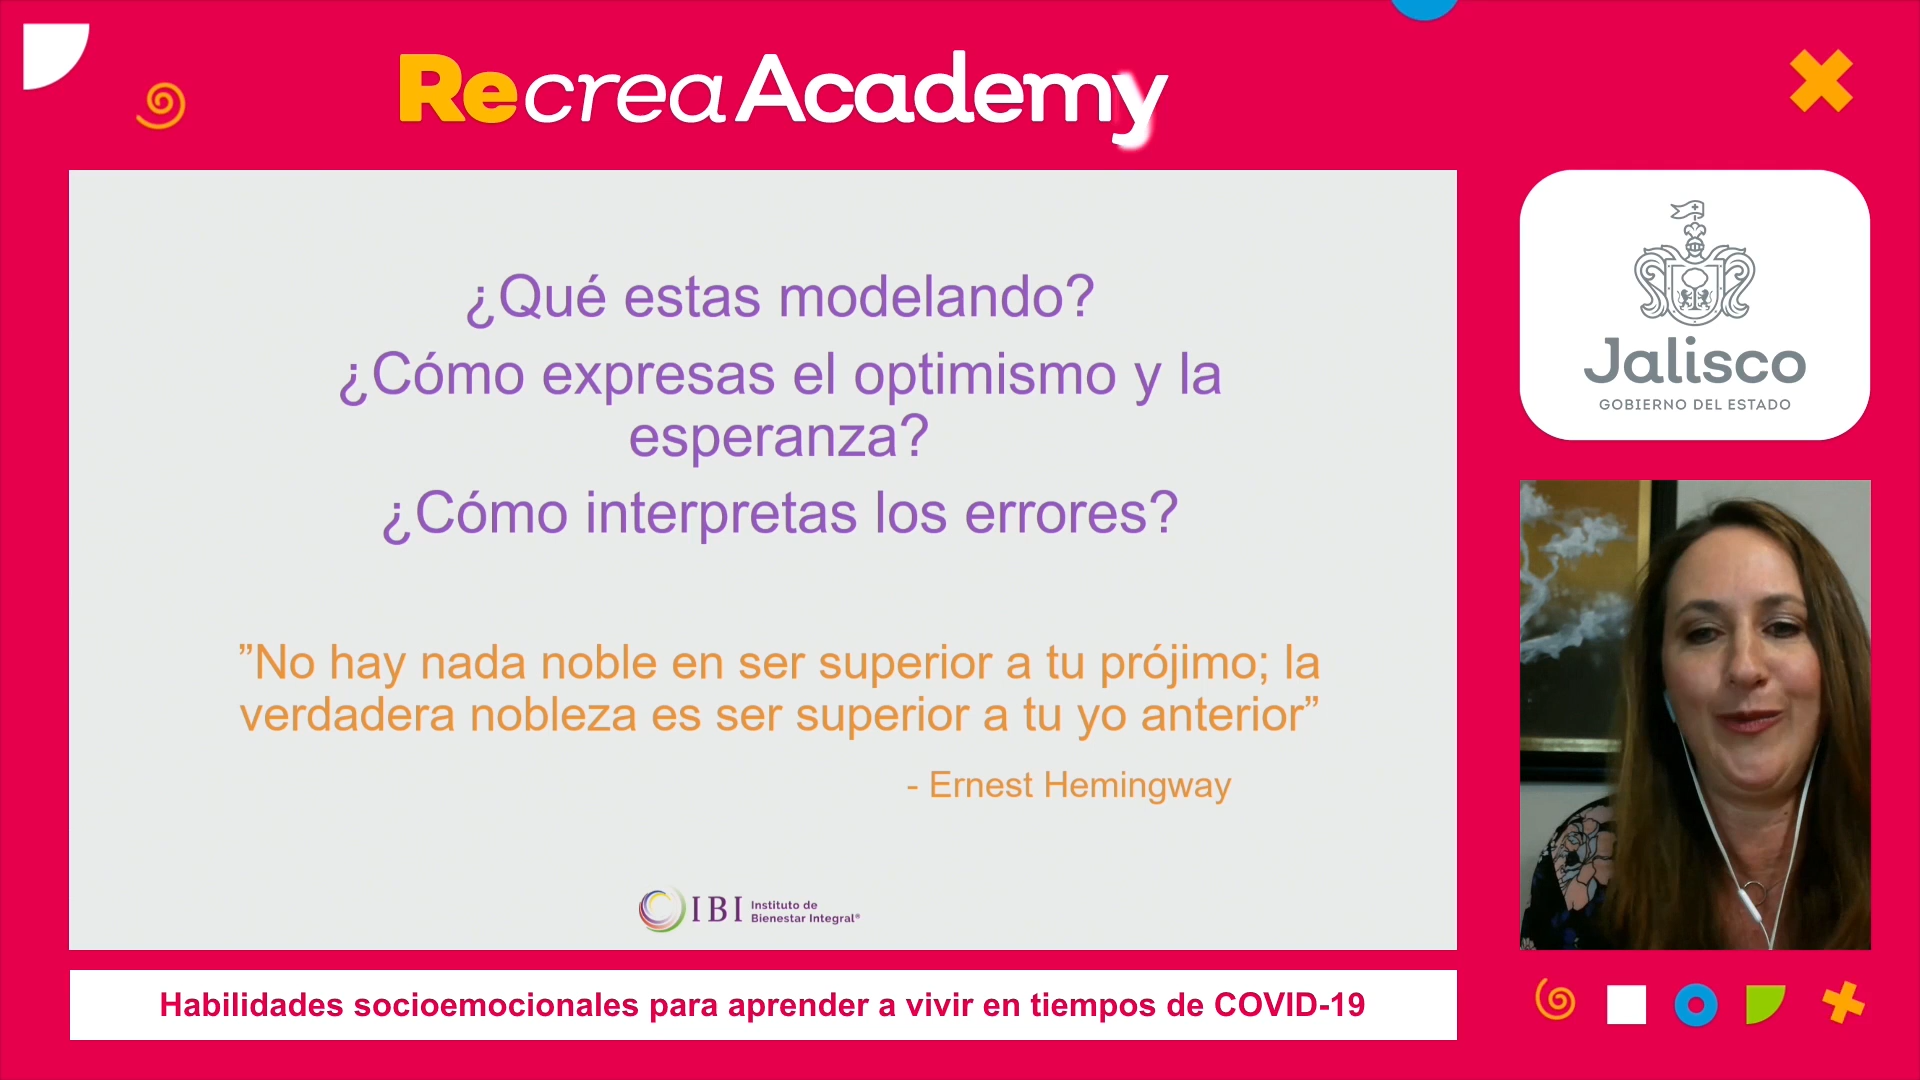 RecreaAcademy
¿Qué estas modelando?
¿Cómo expresas el optimismo y la
esperanza?
¿Cómo interpretas los errores?
”No hay nada noble en ser superior a tu prójimo; la
verdadera nobleza es ser superior a tu yo anterior”
- Ernest Hemingway
IBI Instituto de
Bienestar Integral®
Habilidades socioemocionales para aprender a vivir en tiempos de COVID-19
Jalisco
GOBIERNO DEL ESTADO